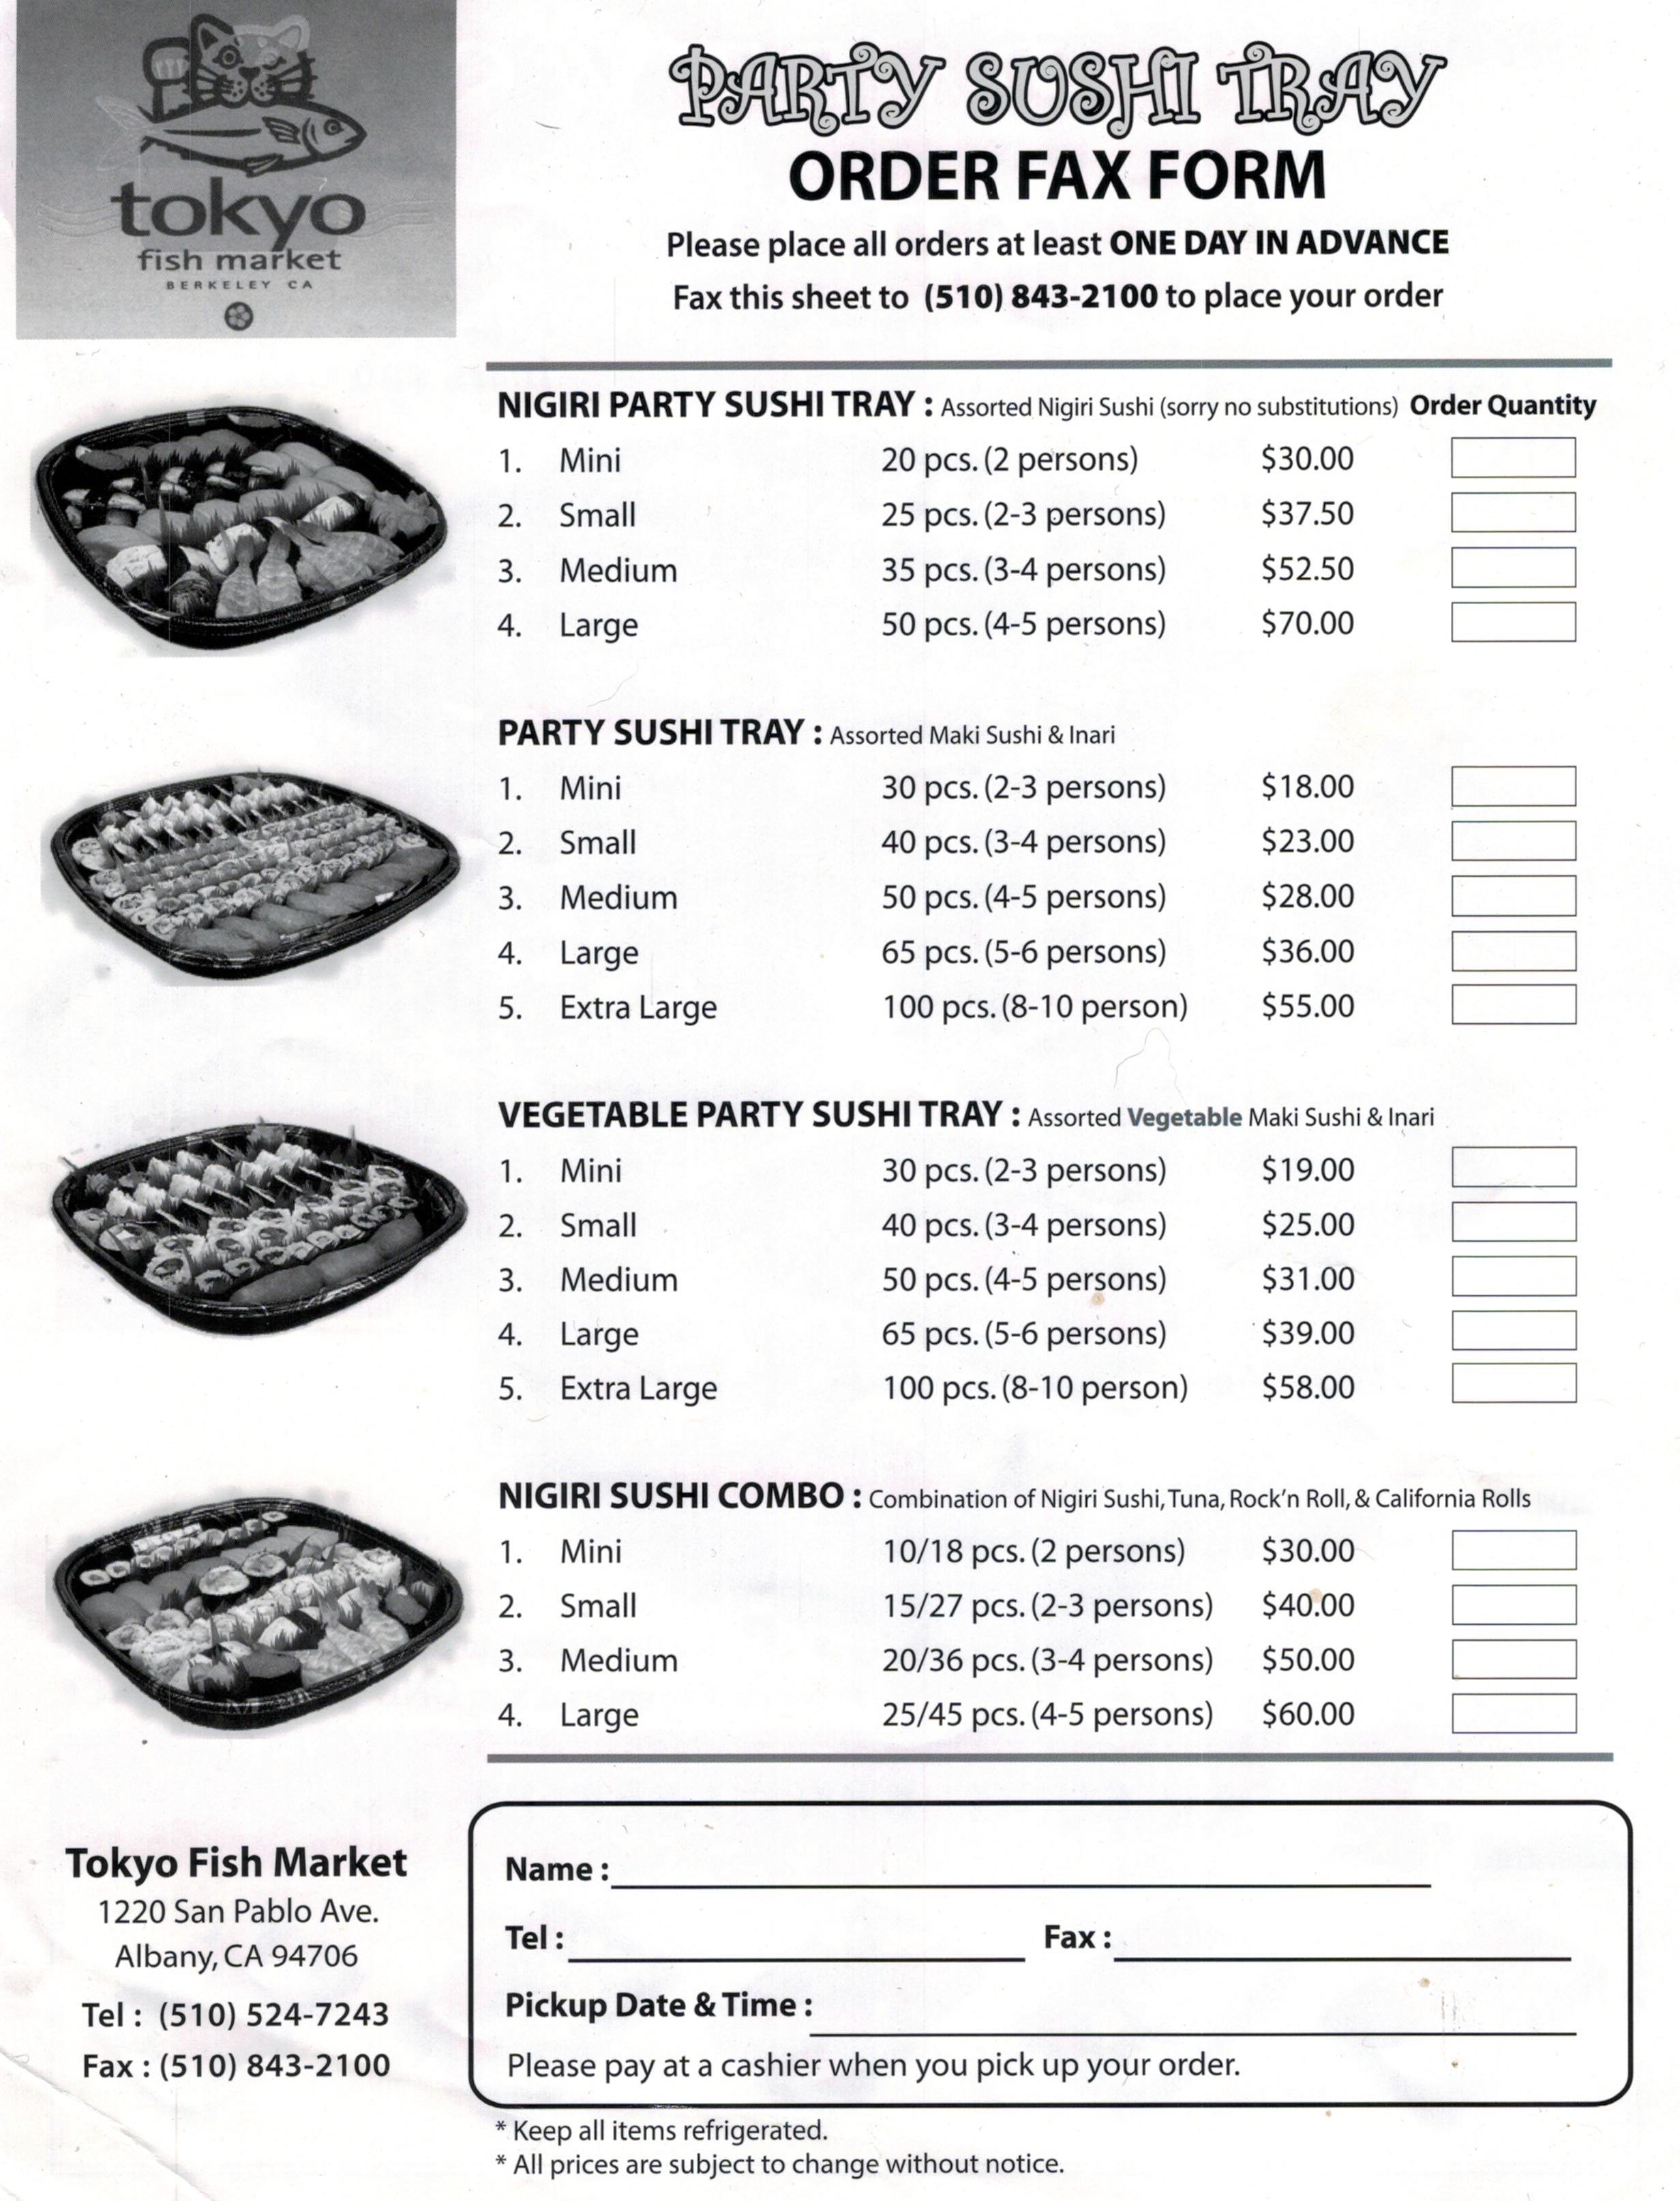 tokyo
fish market
BERKELEY CA
PARTY SUSHI TRAY
ORDER FAX FORM
Please place all orders at least ONE DAY IN ADVANCE
Fax this sheet to (510) 843-2100 to place your order
NIGIRI PARTY SUSHI TRAY : Assorted Nigiri Sushi (sorry no substitutions) Order Quantity
1. Mini 20 pcs. (2 persons) $30.00
2. Small 25 pcs. (2-3 persons) $37.50
3. Medium 35 pcs. (3-4 persons) $52.50
4. Large 50 pcs. (4-5 persons) $70.00
PARTY SUSHI TRAY : Assorted Maki Sushi & Inari
1. Mini 30 pcs. (2-3 persons) $18.00
2. Small 40 pcs. (3-4 persons) $23.00
3. Medium 50 pcs. (4-5 persons) $28.00
4. Large 65 pcs. (5-6 persons) $36.00
5. Extra Large 100 pcs. (8-10 person) $55.00
VEGETABLE PARTY SUSHI TRAY : Assorted Vegetable Maki Sushi & Inari
1. Mini 30 pcs. (2-3 persons) $19.00
2. Small 40 pcs. (3-4 persons) $25.00
3. Medium 50 pcs. (4-5 persons) $31.00
4. Large 65 pcs. (5-6 persons) $39.00
5. Extra Large 100 pcs. (8-10 person) $58.00
NIGIRI SUSHI COMBO : Combination of Nigiri Sushi, Tuna, Rock'n Roll, & California Rolls
1. Mini 10/18 pcs. (2 persons) $30.00
2. Small 15/27 pcs. (2-3 persons) $40.00
3. Medium 20/36 pcs. (3-4 persons) $50.00
4. Large 25/45 pcs. (4-5 persons) $60.00
Tokyo Fish Market
1220 San Pablo Ave.
Albany, CA 94706
Tel : (510) 524-7243
Fax : (510) 843-2100
Name :
Tel : Fax :
Pickup Date & Time :
Please pay at a cashier when you pick up your order.
* Keep all items refrigerated.
* All prices are subject to change without notice.